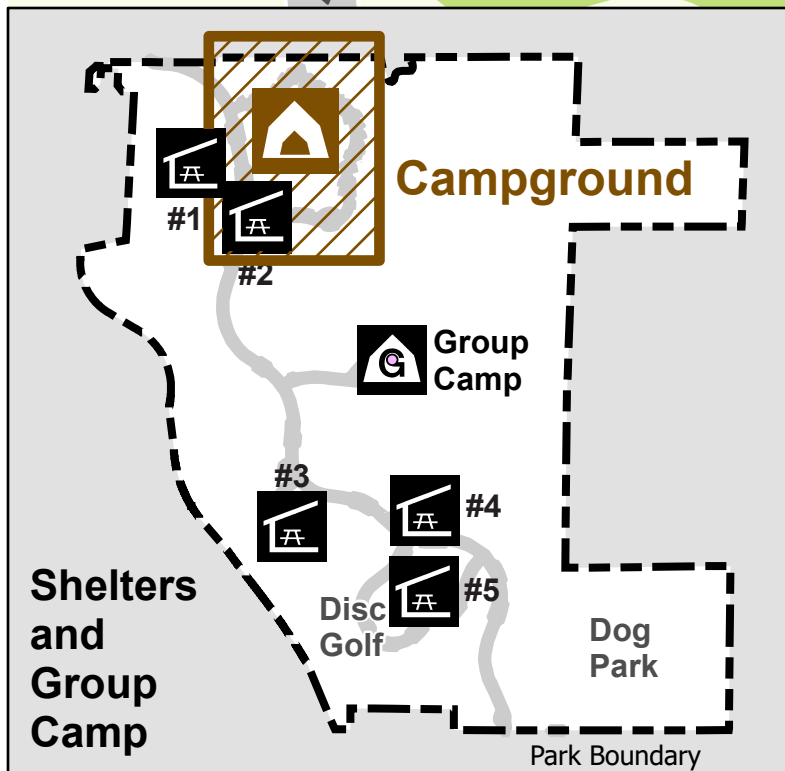 Campground
#1
#2
Group
Camp
G
#3
#4
#5
Disc
Golf
Dog
Park
Shelters
and
Group
Camp
Park Boundary